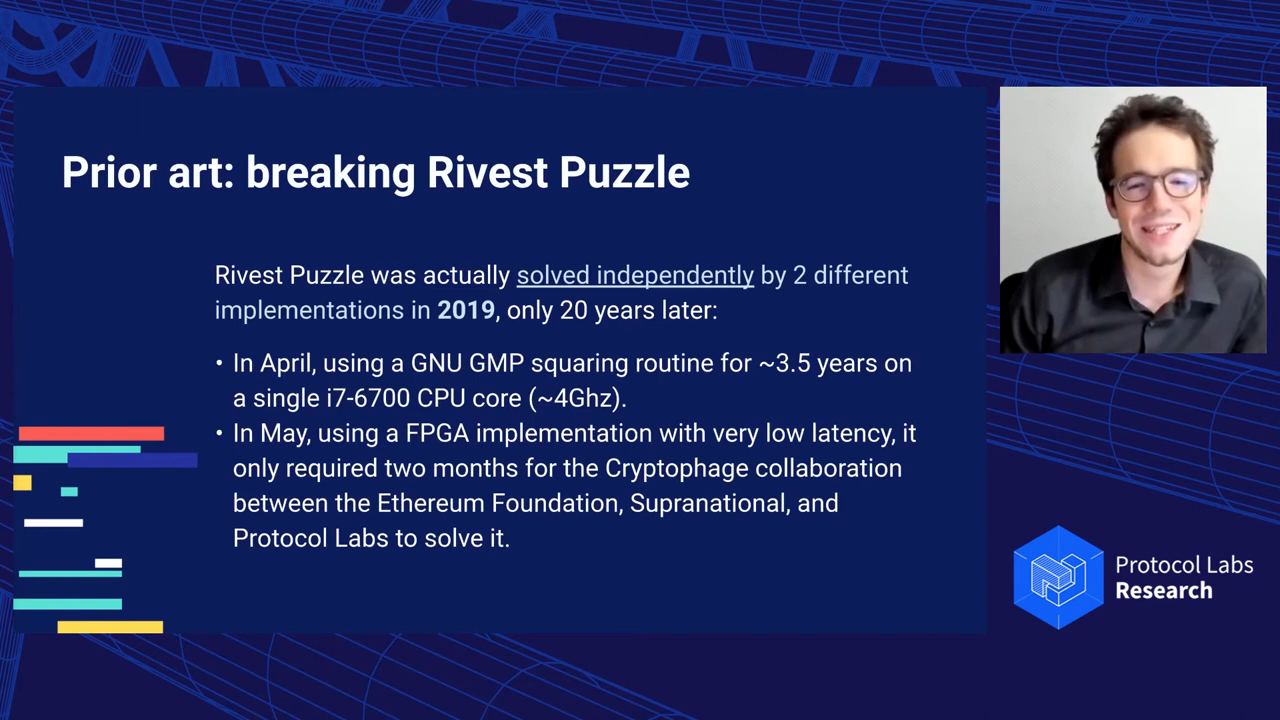 Prior art: breaking Rivest Puzzle
Rivest Puzzle was actually solved independently by 2 different
implementations in 2019, only 20 years later:
• In April, using a GNU GMP squaring routine for ~3.5 years on
a single i7-6700 CPU core (~4Ghz).
• In May, using a FPGA implementation with very low latency, it
only required two months for the Cryptophage collaboration
between the Ethereum Foundation, Supranational, and
Protocol Labs to solve it.
Protocol Labs
Research